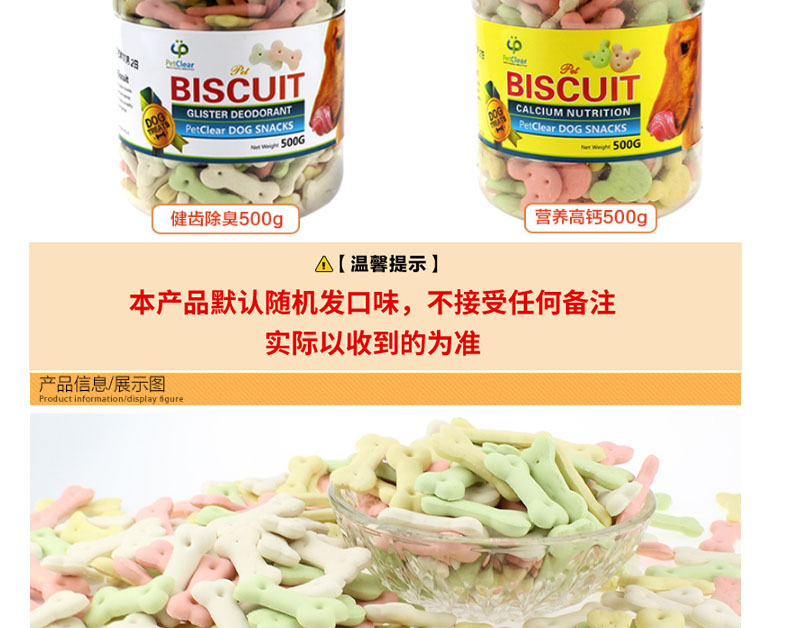 PetClear
Pet
BISCUIT
GLISTER DEODORANT
DOG TREATS
PetClear DOG SNACKS
Net Weight 500G
健齿除臭500g
PetClear
Pet
BISCUIT
CALCIUM NUTRITION
DOG TREATS
PetClear DOG SNACKS
Net Weight 500G
营养高钙500g
【温馨提示】
本产品默认随机发口味，不接受任何备注
实际以收到的为准
产品信息/展示图
Product information/display figure